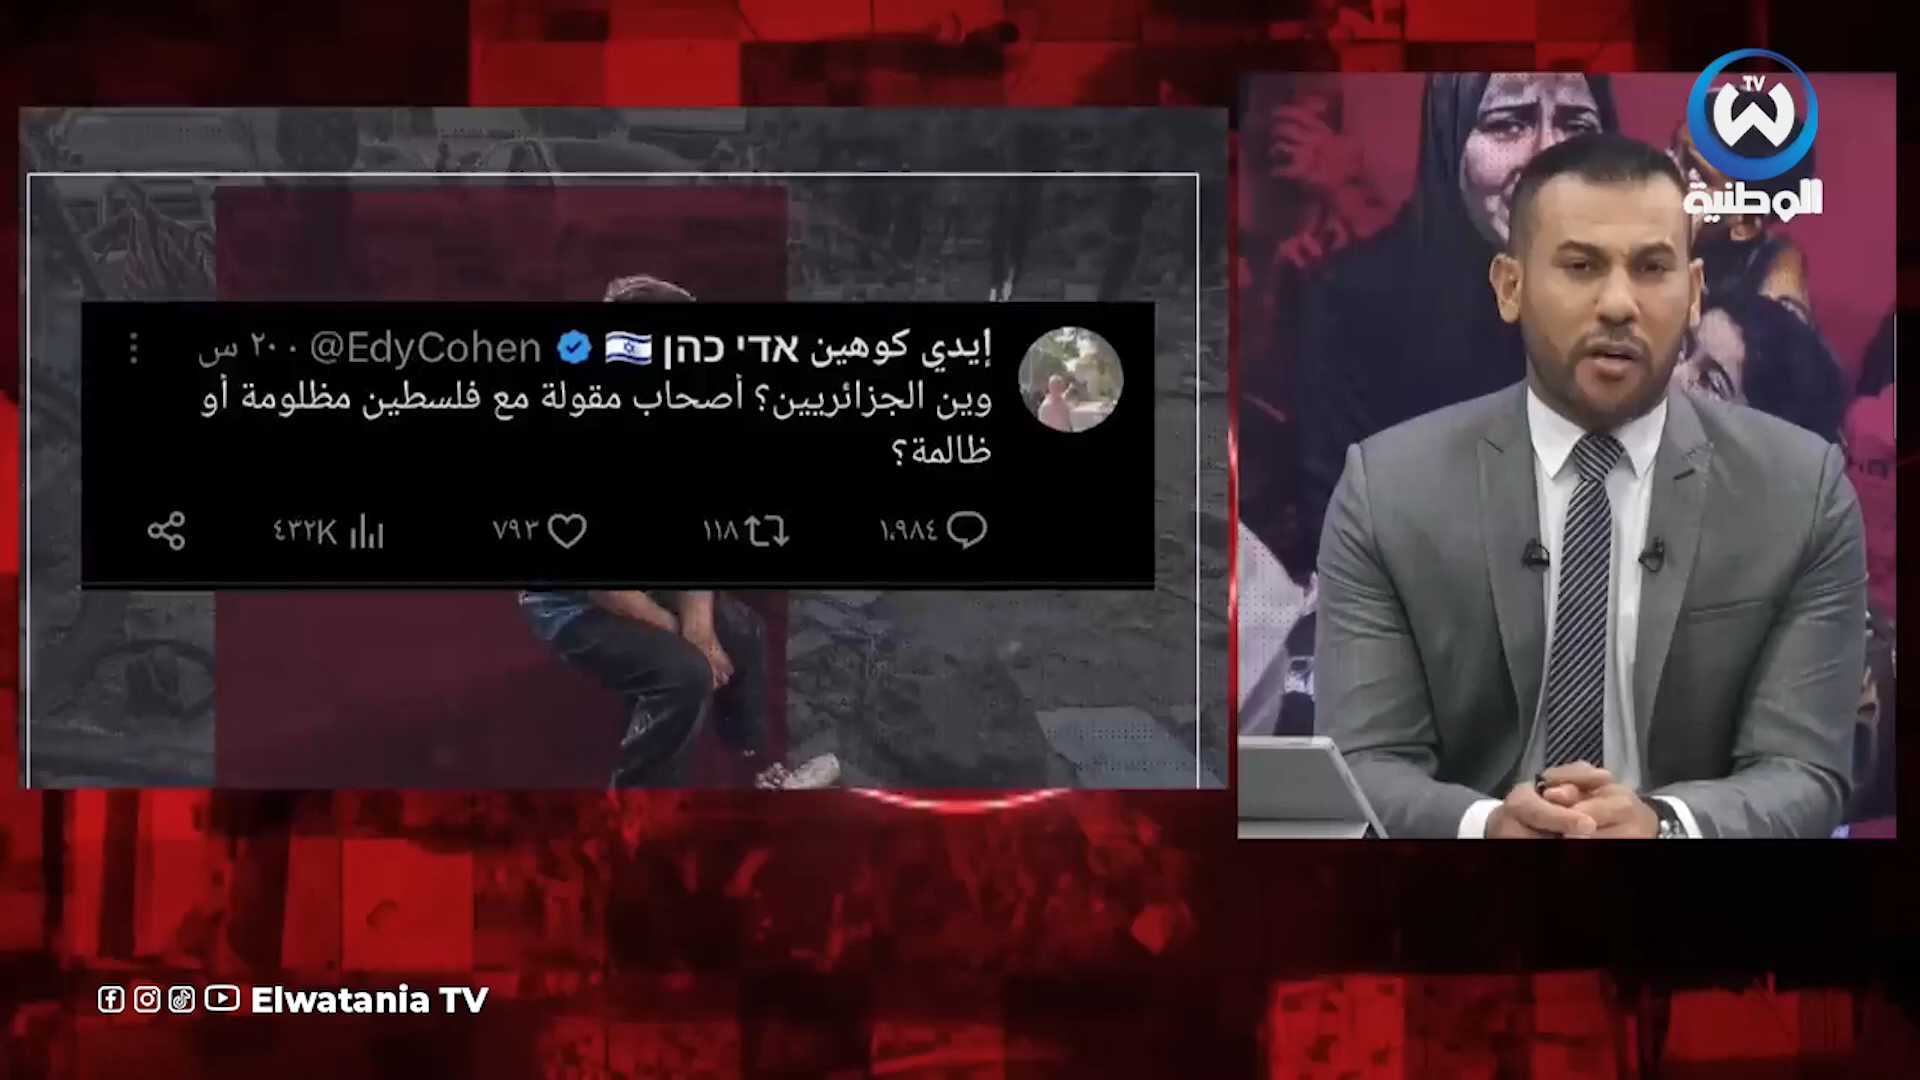 TV
W
الوطنية
إيدي كوهين אדי כהן 🇮🇱 @EdyCohen · ٢٠ س
وين الجزائريين؟ أصحاب مقولة مع فلسطين مظلومة أو
ظالمة؟
١،٩٨٤ ١١٨ ٧٩٣ ٤٣٢K
Elwatania TV